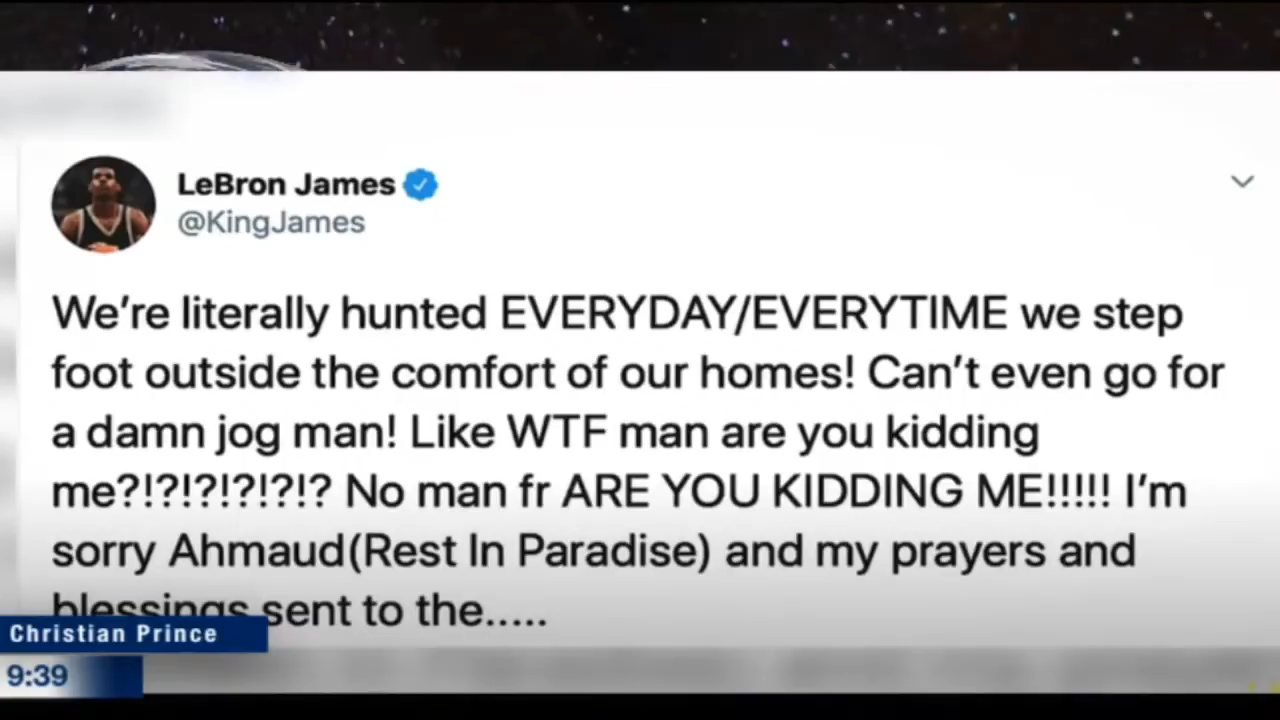 LeBron James
@KingJames
We’re literally hunted EVERYDAY/EVERYTIME we step
foot outside the comfort of our homes! Can’t even go for
a damn jog man! Like WTF man are you kidding
me?!?!?!?!?!?! No man fr ARE YOU KIDDING ME!!!!! I’m
sorry Ahmaud(Rest In Paradise) and my prayers and
blessings sent to the.....
Christian Prince
9:39